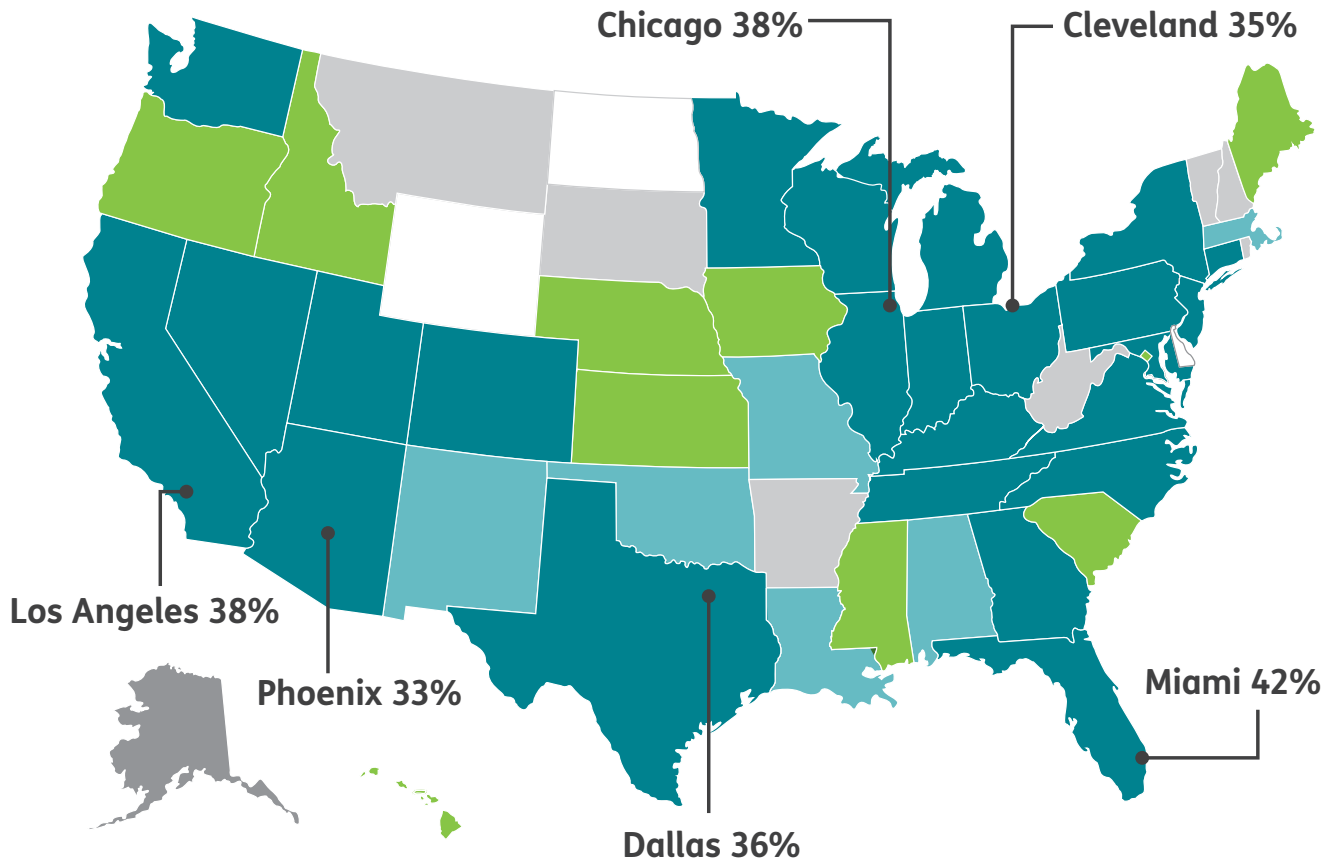 Chicago 38%
Cleveland 35%
Los Angeles 38%
Phoenix 33%
Miami 42%
Dallas 36%